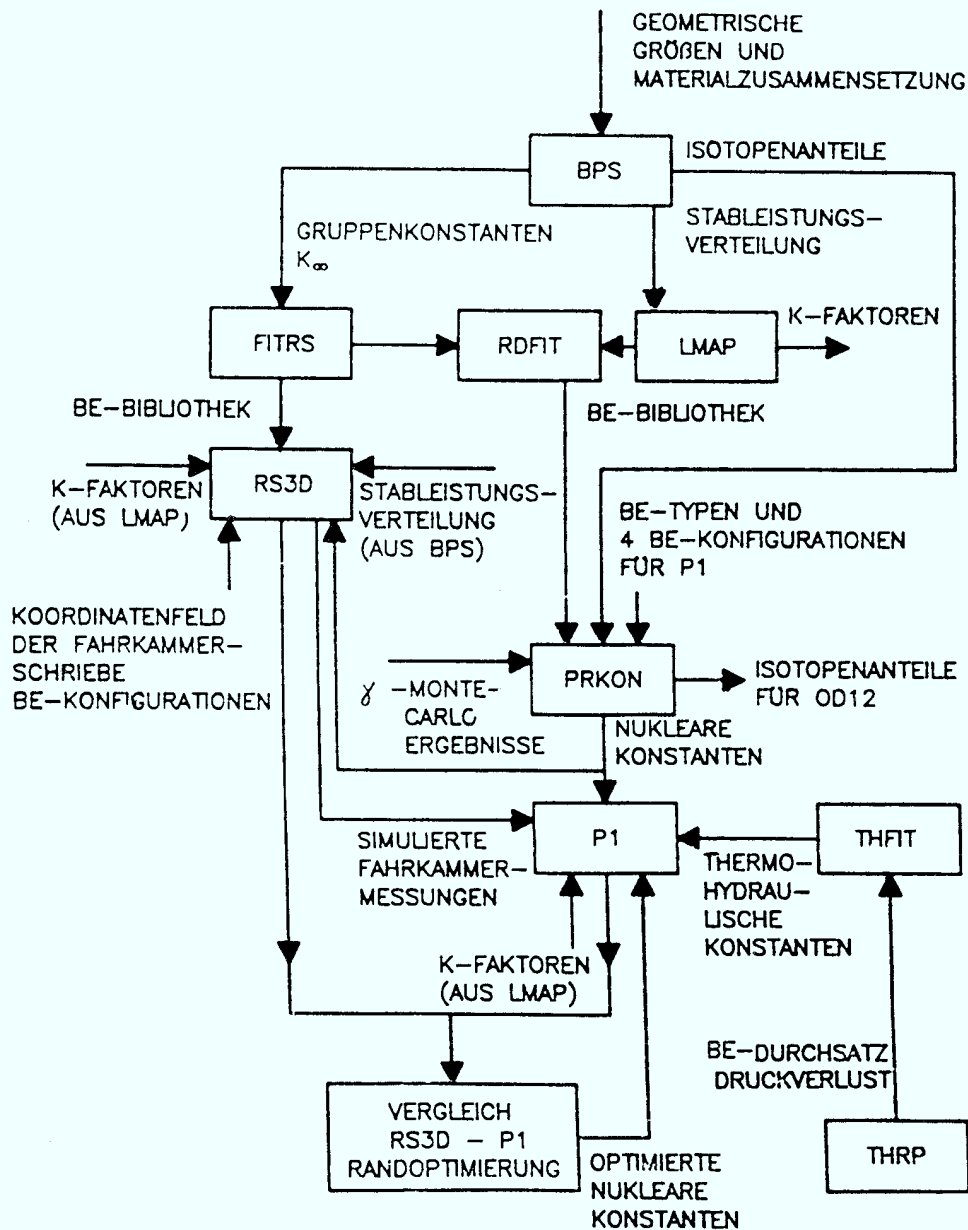 GEOMETRISCHE
GRÖßEN UND
MATERIALZUSAMMENSETZUNG
BPS
ISOTOPENANTEILE
GRUPPENKONSTANTEN
K∞
STABLEISTUNGS-
VERTEILUNG
FITRS
RDFIT
LMAP
K-FAKTOREN
BE-BIBLIOTHEK
BE-BIBLIOTHEK
RS3D
K-FAKTOREN
(AUS LMAP)
STABLEISTUNGS-
VERTEILUNG
(AUS BPS)
BE-TYPEN UND
4 BE-KONFIGURATIONEN
FÜR P1
KOORDINATENFELD
DER FAHRKAMMER-
SCHRIEBE
BE-KONFIGURATIONEN
PRKON
ISOTOPENANTEILE
FÜR OD12
γ -MONTE-
CARLO
ERGEBNISSE
NUKLEARE
KONSTANTEN
P1
THFIT
SIMULIERTE
FAHRKAMMER-
MESSUNGEN
THERMO-
HYDRAU-
LISCHE
KONSTANTEN
K-FAKTOREN
(AUS LMAP)
BE-DURCHSATZ
DRUCKVERLUST
VERGLEICH
RS3D - P1
RANDOPTIMIERUNG
THRP
OPTIMIERTE
NUKLEARE
KONSTANTEN